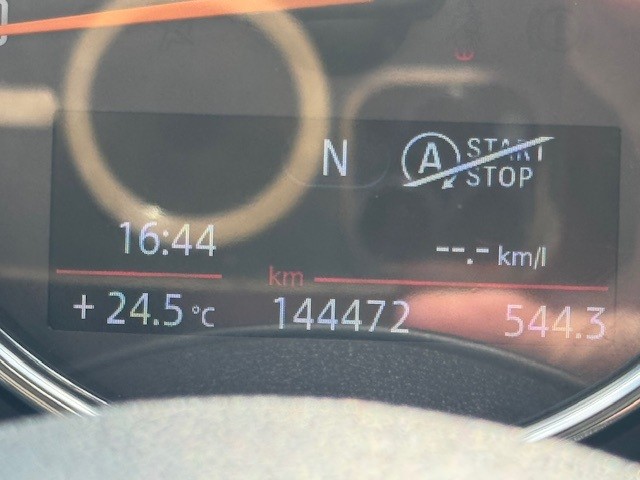 N
A START
STOP
16:44
--.- km/l
km
+24.5 °C 144472 544.3